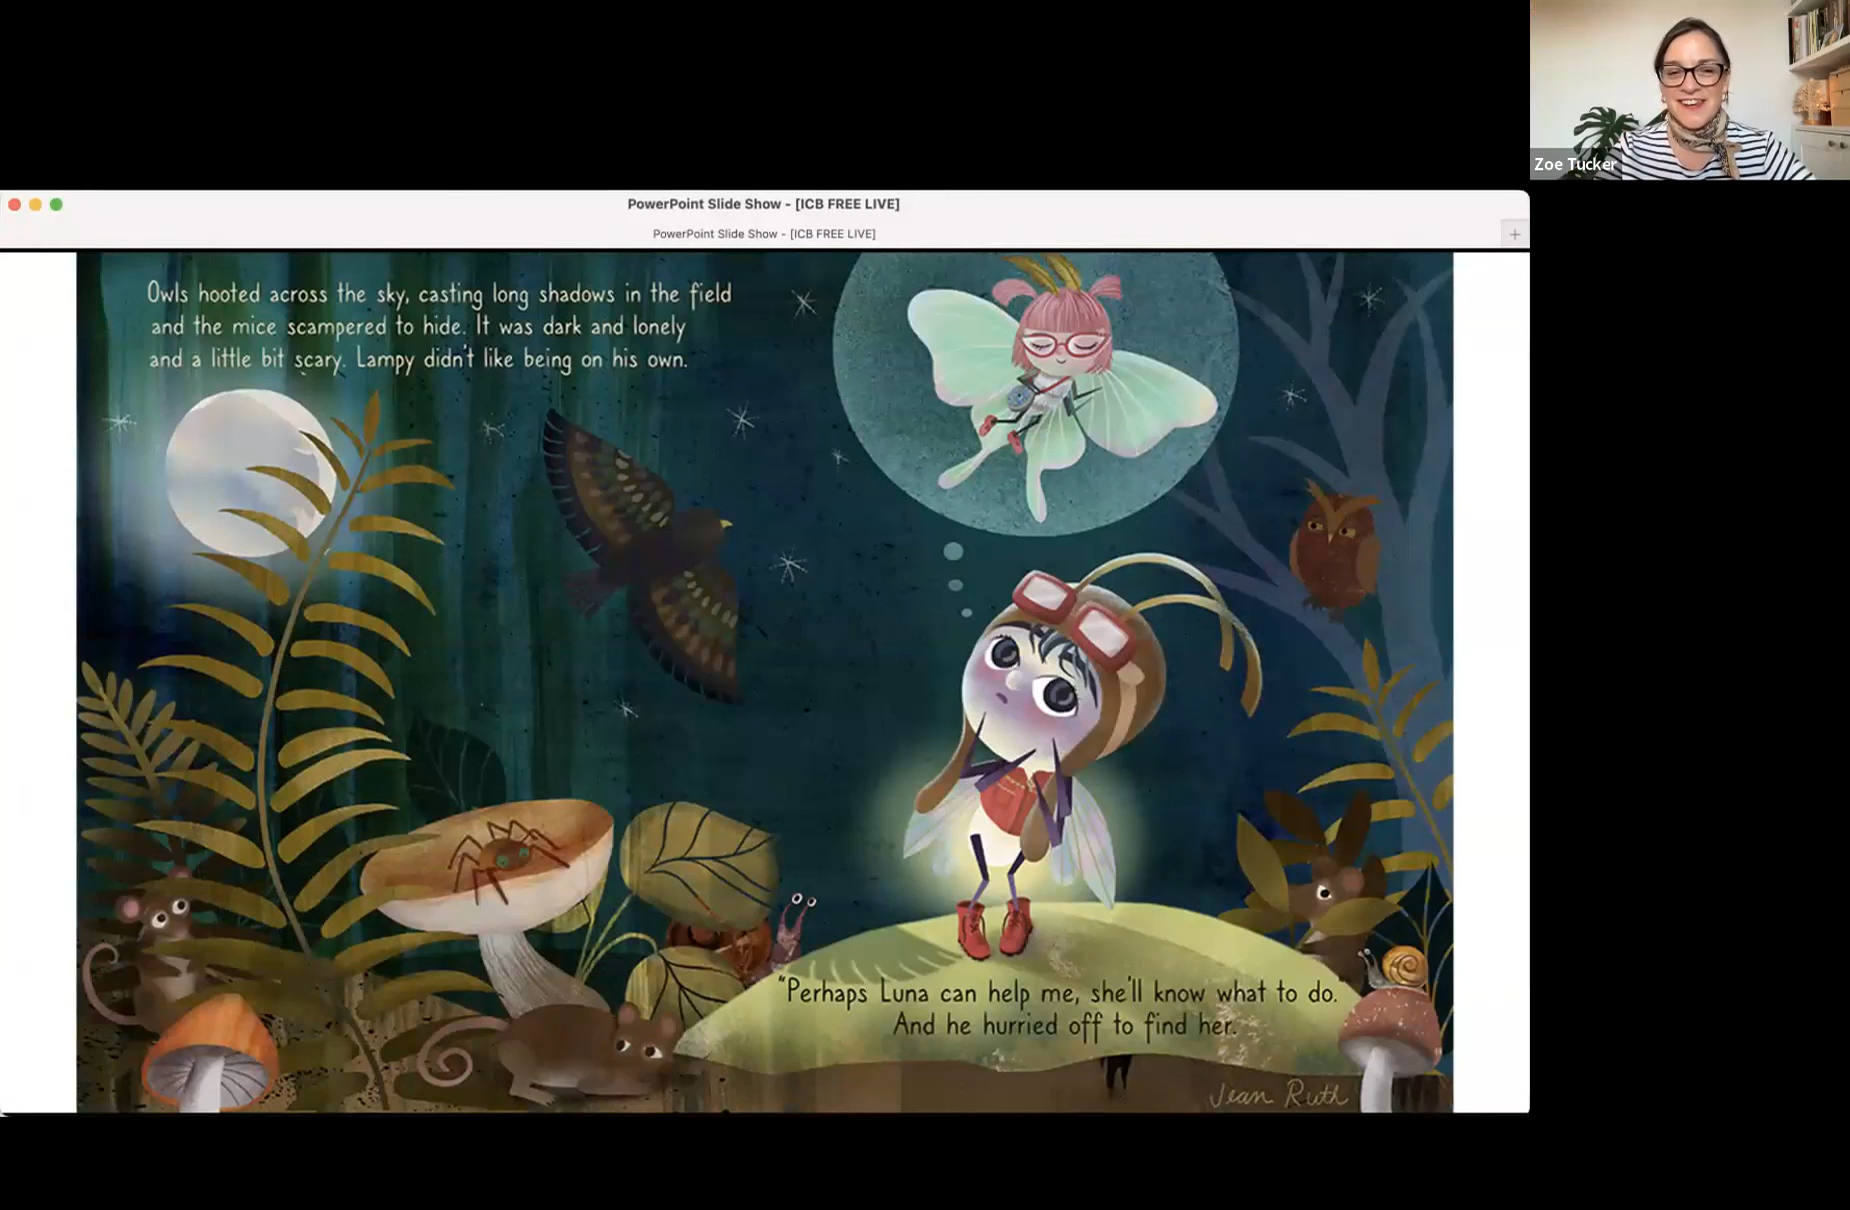 Zoe Tucker
PowerPoint Slide Show - [ICB FREE LIVE]
PowerPoint Slide Show - [ICB FREE LIVE]
Owls hooted across the sky, casting long shadows in the field
and the mice scampered to hide. It was dark and lonely
and a little bit scary. Lampy didn't like being on his own.
"Perhaps Luna can help me, she'll know what to do.
And he hurried off to find her.
Jean Ruth